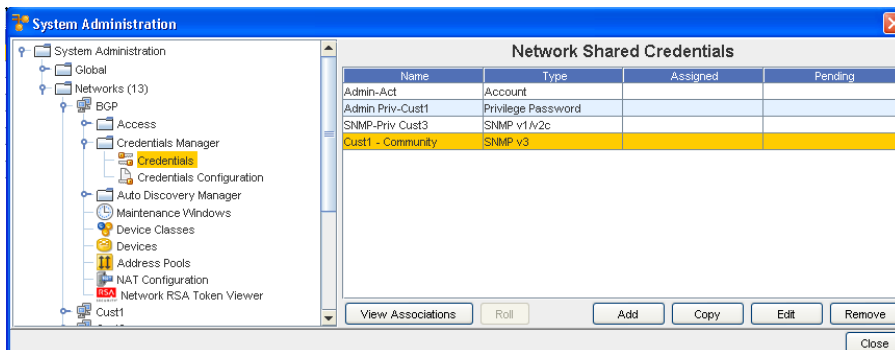 System Administration
System Administration
Global
Networks (13)
BGP
Access
Credentials Manager
Credentials
Credentials Configuration
Auto Discovery Manager
Maintenance Windows
Device Classes
Devices
Address Pools
NAT Configuration
RSA Network RSA Token Viewer
Cust1
Network Shared Credentials
Name Type Assigned Pending
Admin-Act Account
Admin Priv-Cust1 Privilege Password
SNMP-Priv Cust3 SNMP v1/v2c
Cust1 - Community SNMP v3
View Associations Roll Add Copy Edit Remove
Close